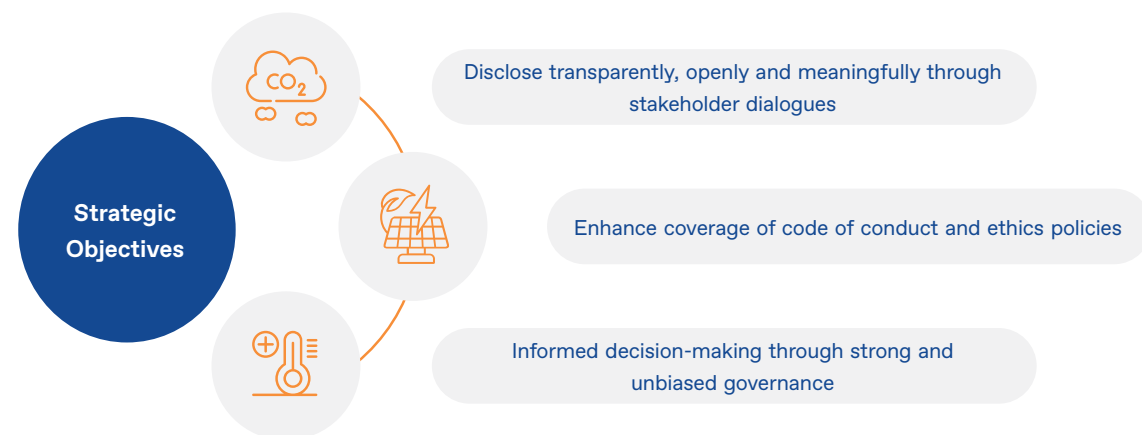 CO2
Disclose transparently, openly and meaningfully through
stakeholder dialogues
Strategic
Objectives
Enhance coverage of code of conduct and ethics policies
Informed decision-making through strong and
unbiased governance